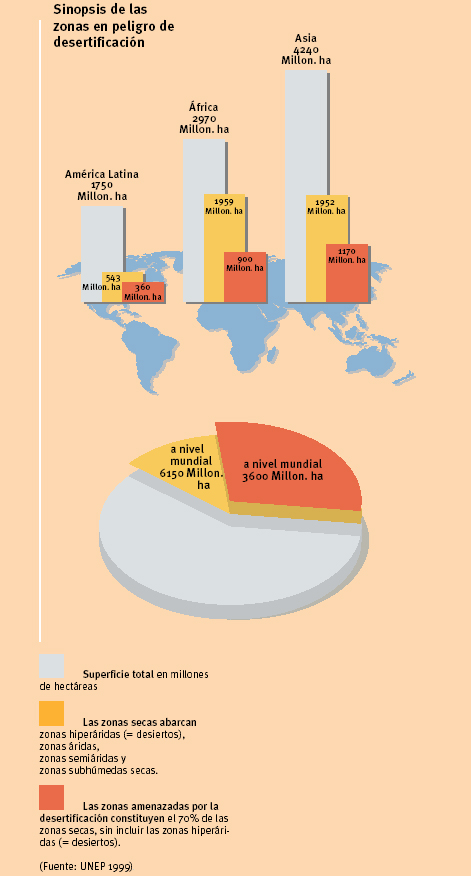 Sinopsis de las
zonas en peligro de
desertificación
Asia
4240
Millon. ha
África
2970
Millon. ha
América Latina
1750
Millon. ha
1959
Millon. ha
1952
Millon. ha
900
Millon. ha
1170
Millon. ha
543
Millon. ha
360
Millon. ha
a nivel
mundial
6150 Millon.
ha
a nivel mundial
3600 Millon. ha
Superficie total en millones
de hectáreas
Las zonas secas abarcan
zonas hiperáridas (= desiertos),
zonas áridas,
zonas semiáridas y
zonas subhúmedas secas.
Las zonas amenazadas por la
desertificación constituyen el 70% de las
zonas secas, sin incluir las zonas hiperári-
das (= desiertos).
(Fuente: UNEP 1999)